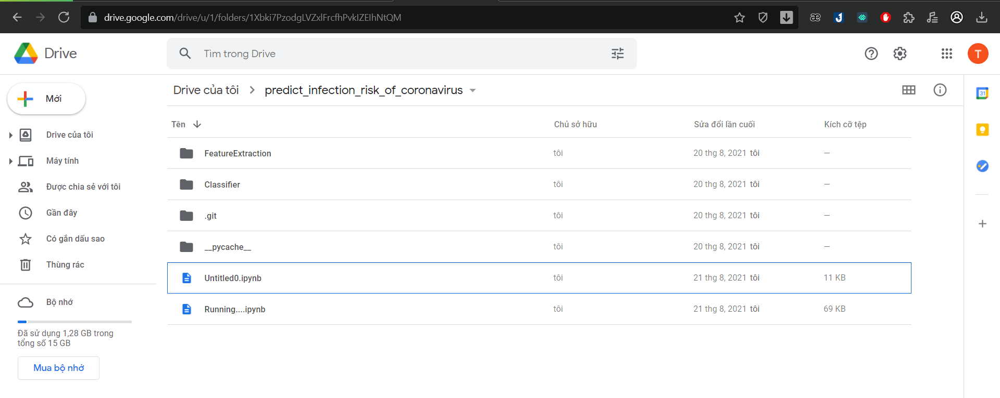 drive.google.com/drive/u/1/folders/1Xbki7PzodgLVZxlFrcfhPvkIZEIhNtQM
Drive
Tìm trong Drive
T
Mới
Drive của tôi
Máy tính
Được chia sẻ với tôi
Gần đây
Có gắn dấu sao
Thùng rác
Bộ nhớ
Đã sử dụng 1,28 GB trong
tổng số 15 GB
Mua bộ nhớ
Drive của tôi > predict_infection_risk_of_coronavirus
Tên Chủ sở hữu Sửa đổi lần cuối Kích cỡ tệp
FeatureExtraction tôi 20 thg 8, 2021 tôi —
Classifier tôi 20 thg 8, 2021 tôi —
.git tôi 20 thg 8, 2021 tôi —
__pycache__ tôi 20 thg 8, 2021 tôi —
Untitled0.ipynb tôi 21 thg 8, 2021 tôi 11 KB
Running....ipynb tôi 21 thg 8, 2021 tôi 69 KB
31